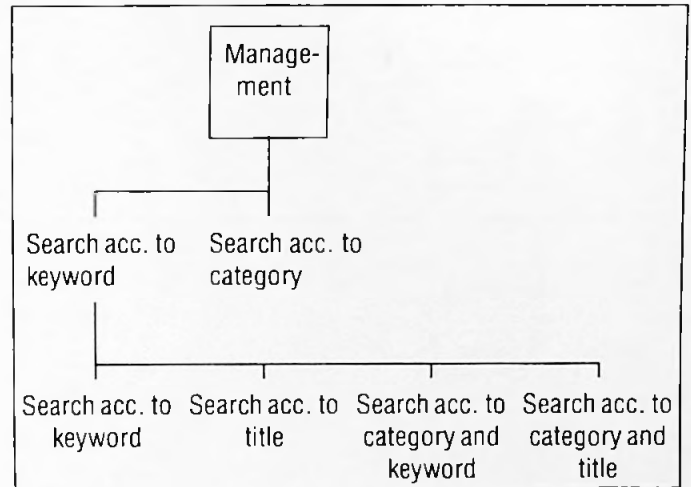 Manage-
ment
Search acc. to
keyword
Search acc. to
category
Search acc. to
keyword
Search acc. to
title
Search acc. to
category and
keyword
Search acc. to
category and
title